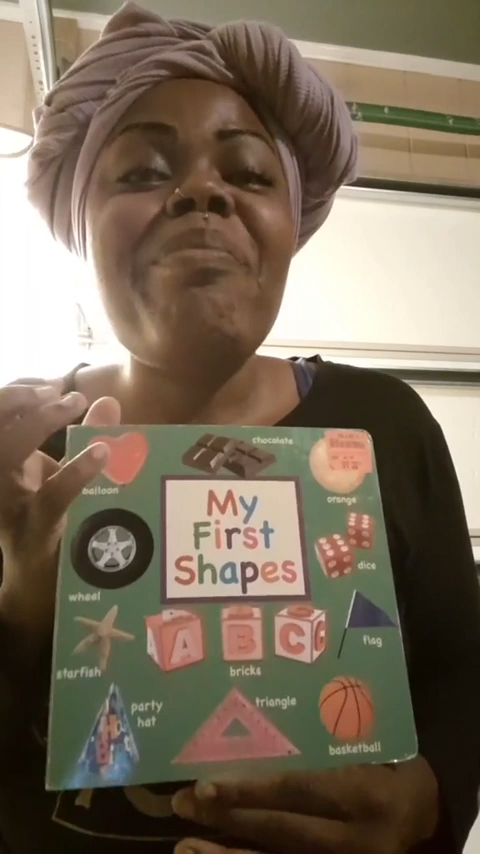 chocolate
balloon
orange
My
First
Shapes
dice
wheel
A B C
flag
starfish
bricks
party
hat
triangle
basketball